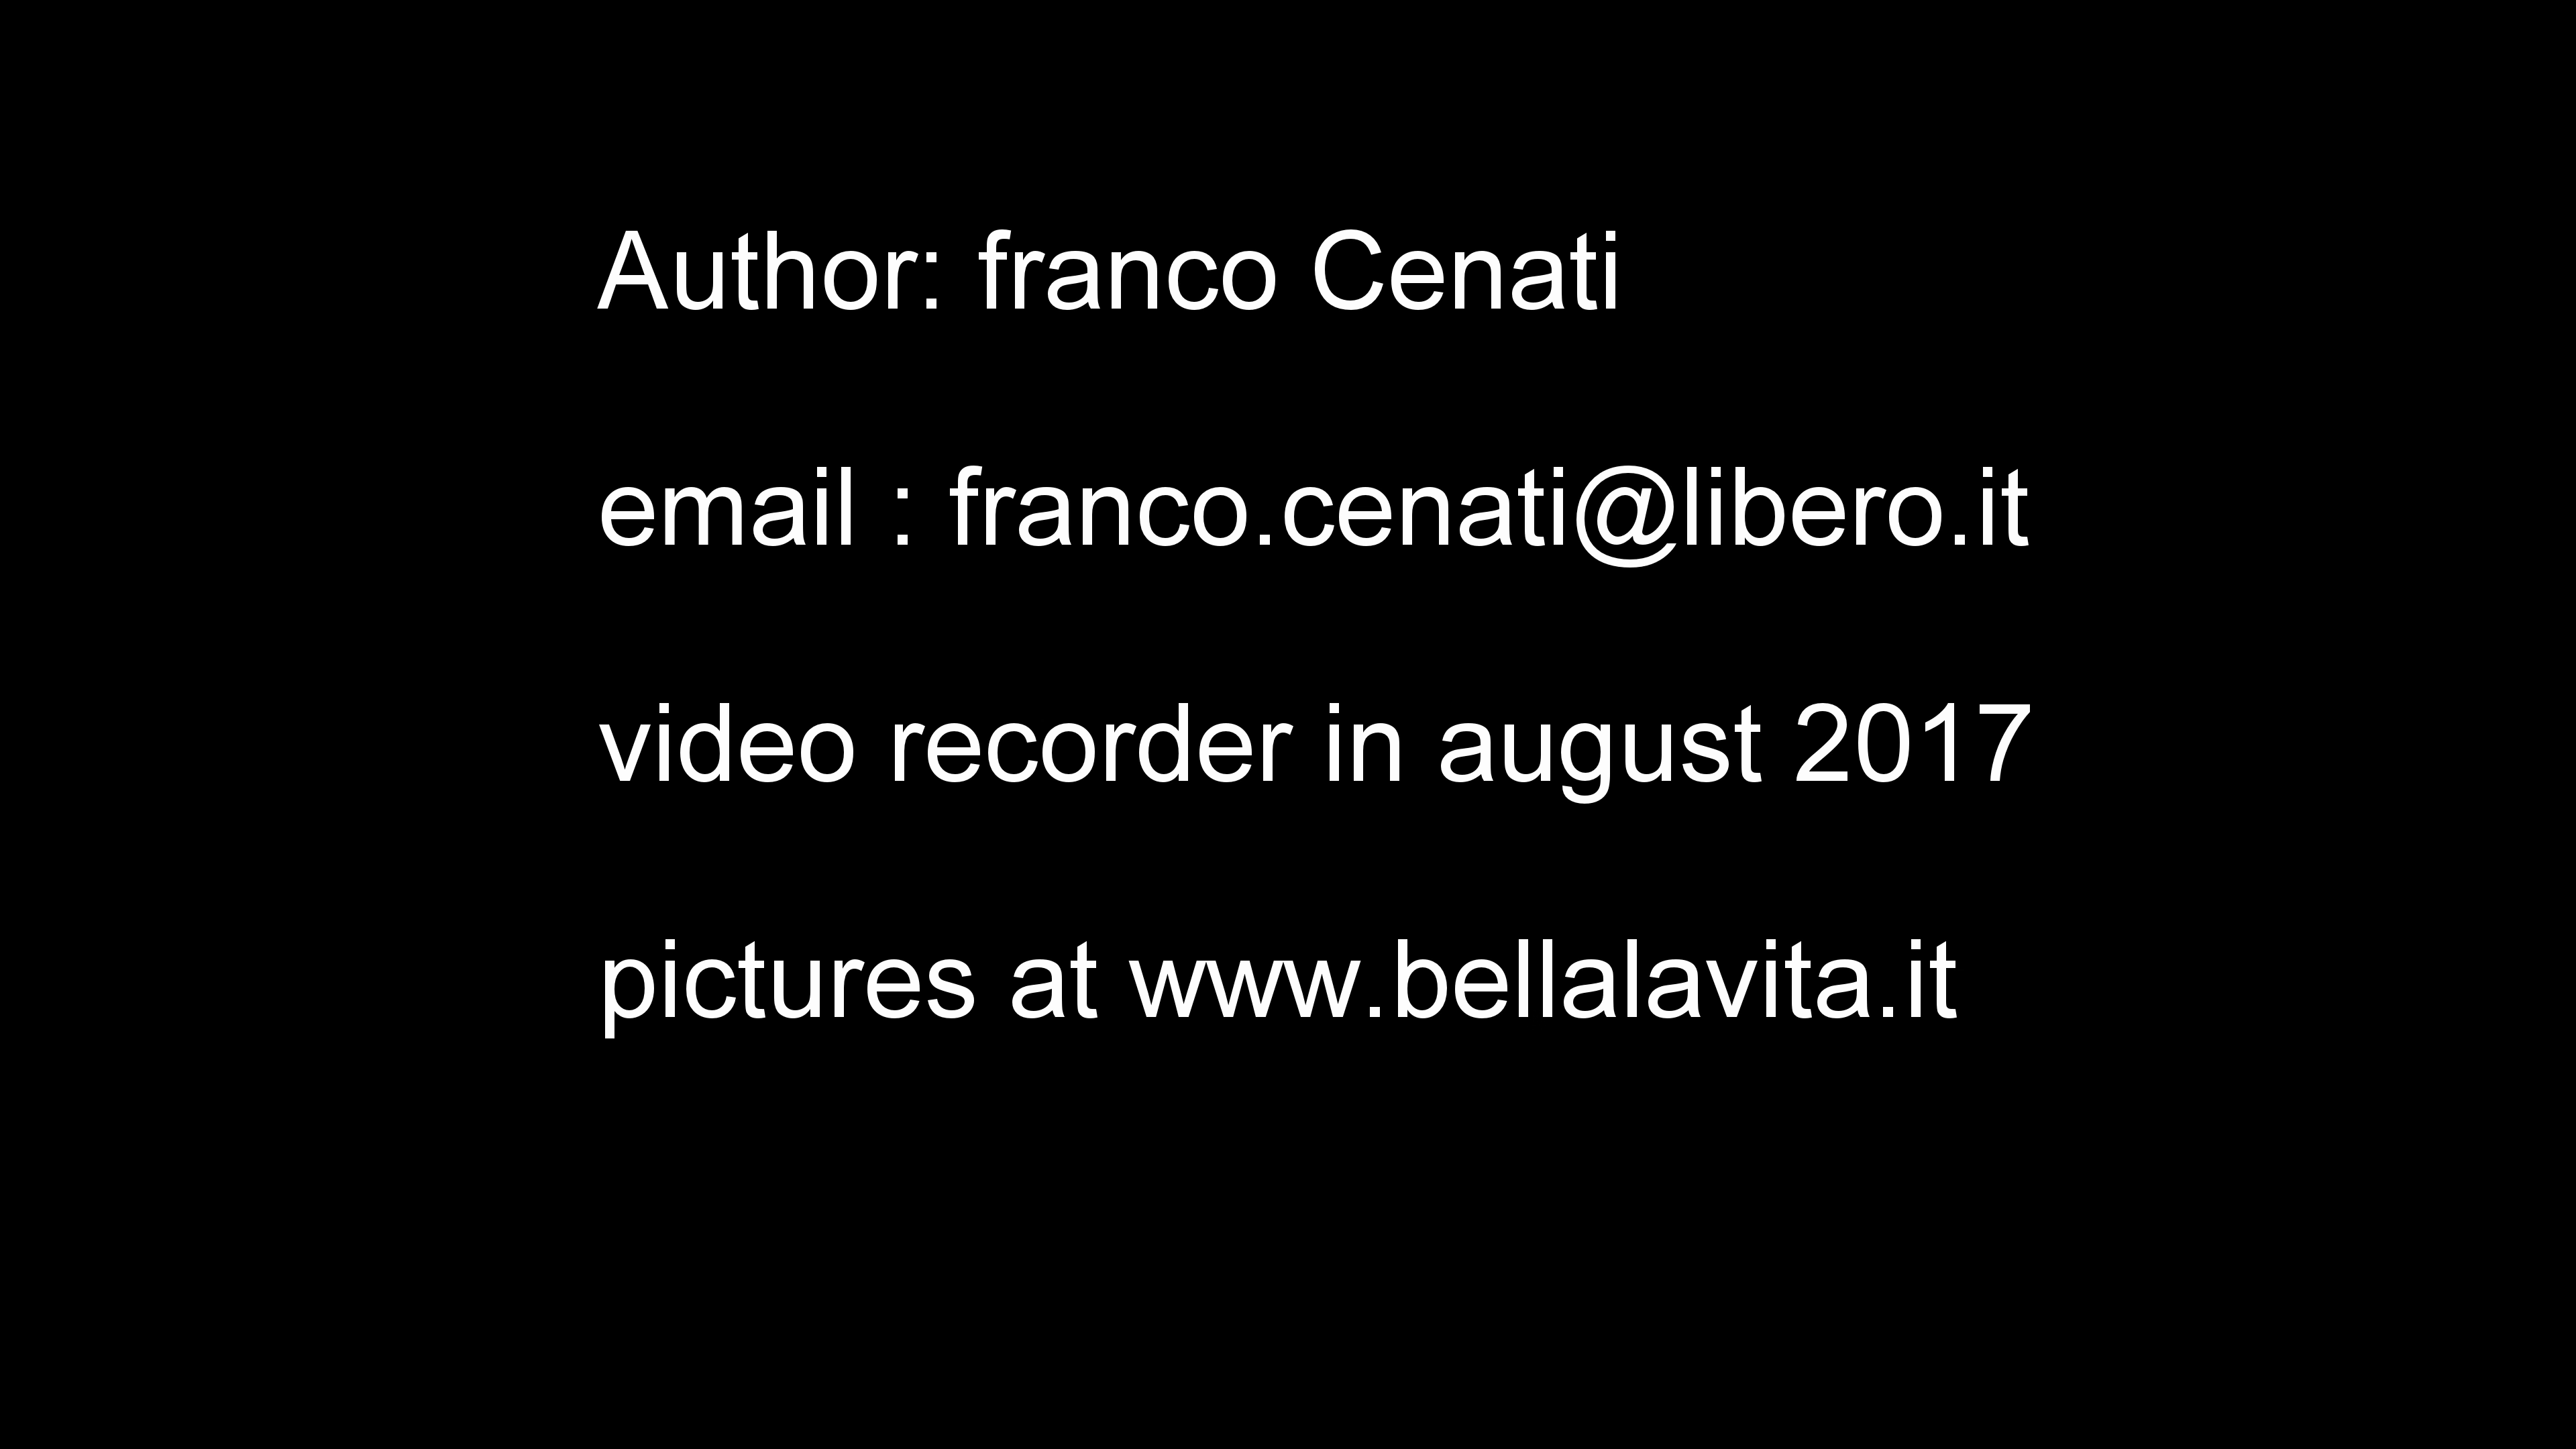 Author: franco Cenati
email : franco.cenati@libero.it
video recorder in august 2017
pictures at www.bellalavita.it